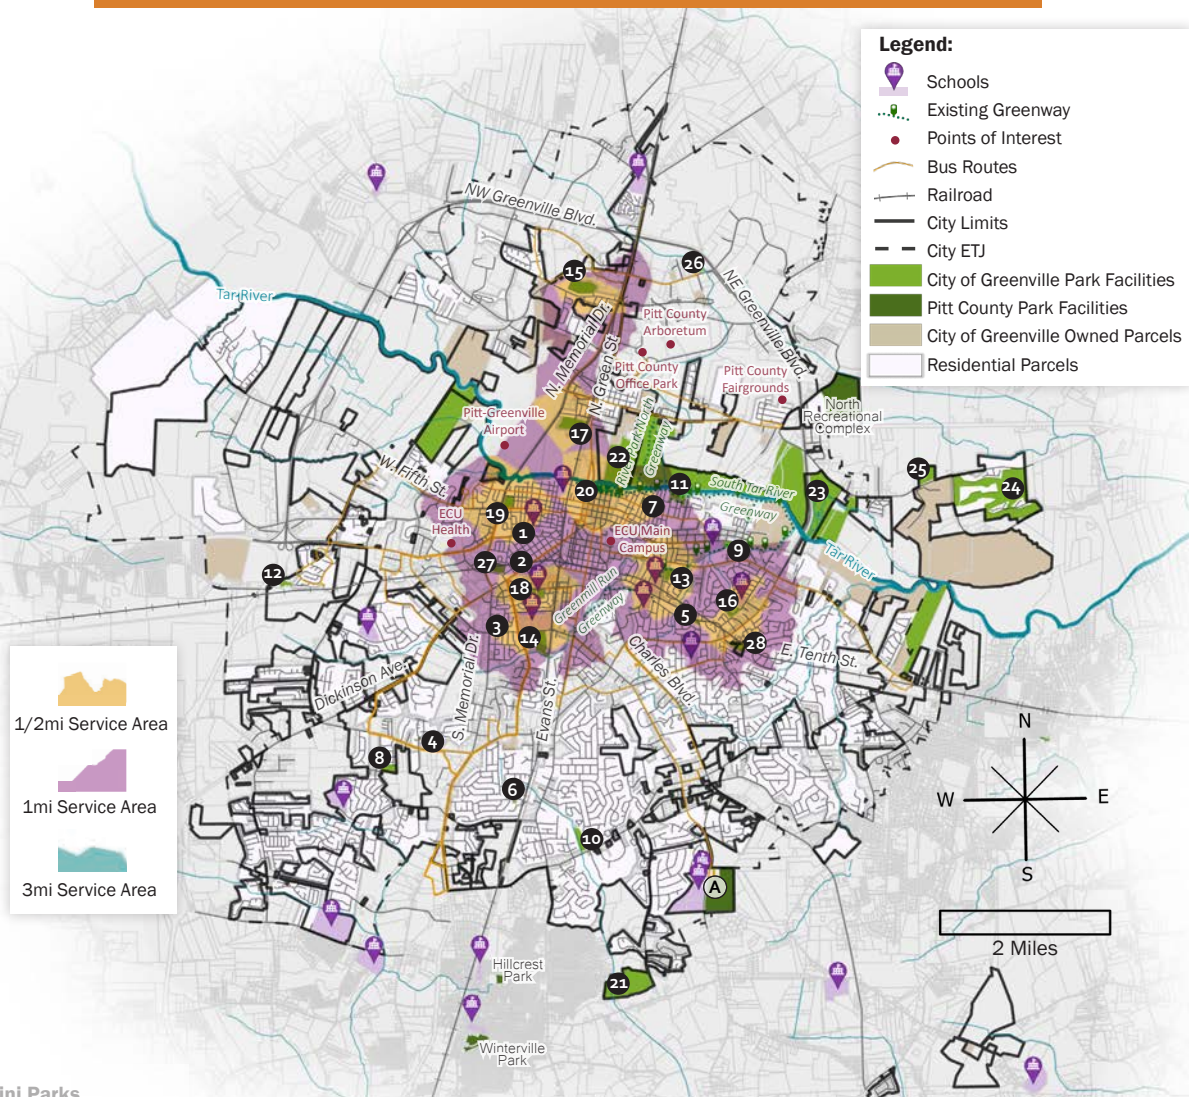 Legend:
Schools
Existing Greenway
Points of Interest
Bus Routes
Railroad
City Limits
City ETJ
City of Greenville Park Facilities
Pitt County Park Facilities
City of Greenville Owned Parcels
Residential Parcels
NW Greenville Blvd.
15
26
NE Greenville Blvd.
Tar River
N. Memorial Dr.
N. Green St.
Pitt County
Arboretum
Pitt County
Office Park
Pitt County
Fairgrounds
North
Recreational
Complex
Pitt-Greenville
Airport
17
22
River Park North
Greenway
W. Fifth St.
20
11
South Tar River
Greenway
23
25
24
19
7
ECU
Health
1
ECU Main
Campus
9
Tar River
27
2
12
18
13
16
Greenmill Run
Greenway
3
14
5
28
E. Tenth St.
Dickinson Ave.
S. Memorial Dr.
Evans St.
Charles Blvd.
1/2mi Service Area
1mi Service Area
3mi Service Area
4
8
6
10
A
N
W
E
S
2 Miles
Hillcrest
Park
21
Winterville
Park
ini Parks